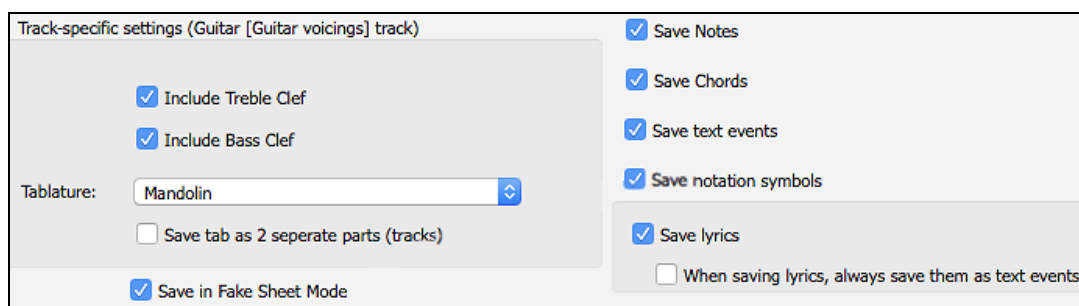 Track-specific settings (Guitar [Guitar voicings] track)
Include Treble Clef
Include Bass Clef
Tablature:
Mandolin
Save tab as 2 seperate parts (tracks)
Save in Fake Sheet Mode
Save Notes
Save Chords
Save text events
Save notation symbols
Save lyrics
When saving lyrics, always save them as text events